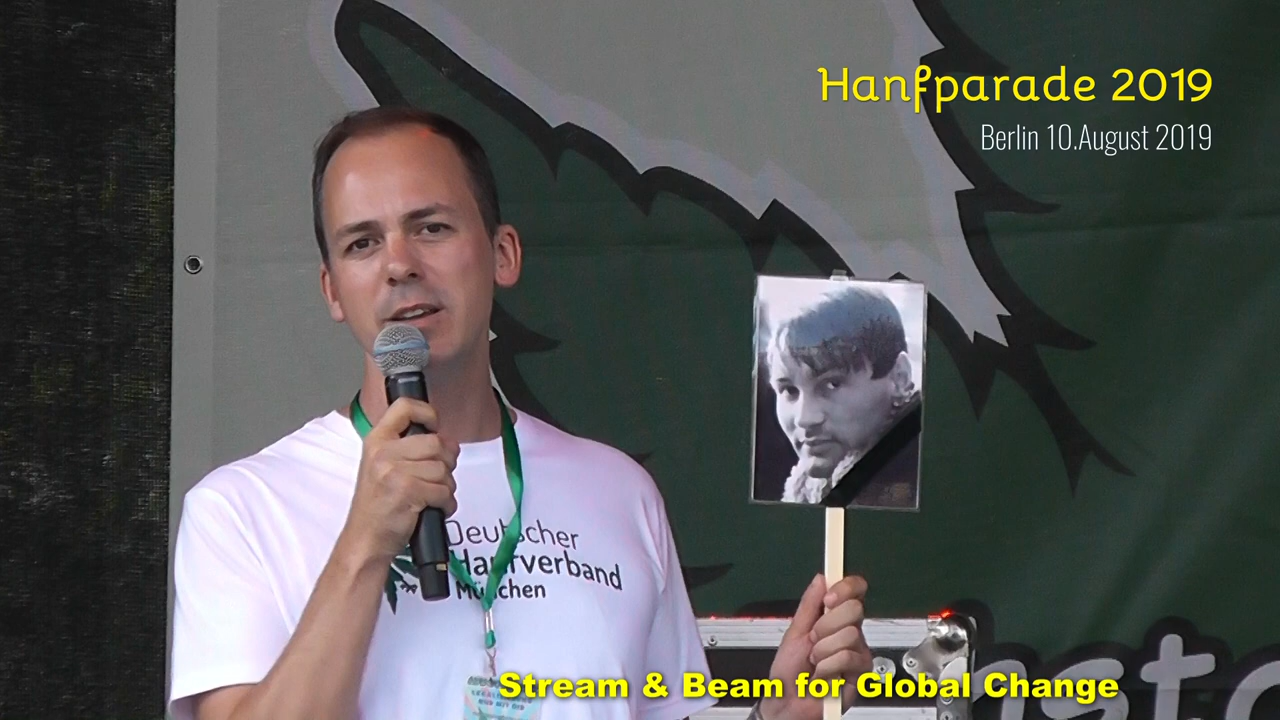 Hanfparade 2019
Berlin 10.August 2019
Deutscher
Hanfverband
München
Stream & Beam for Global Change